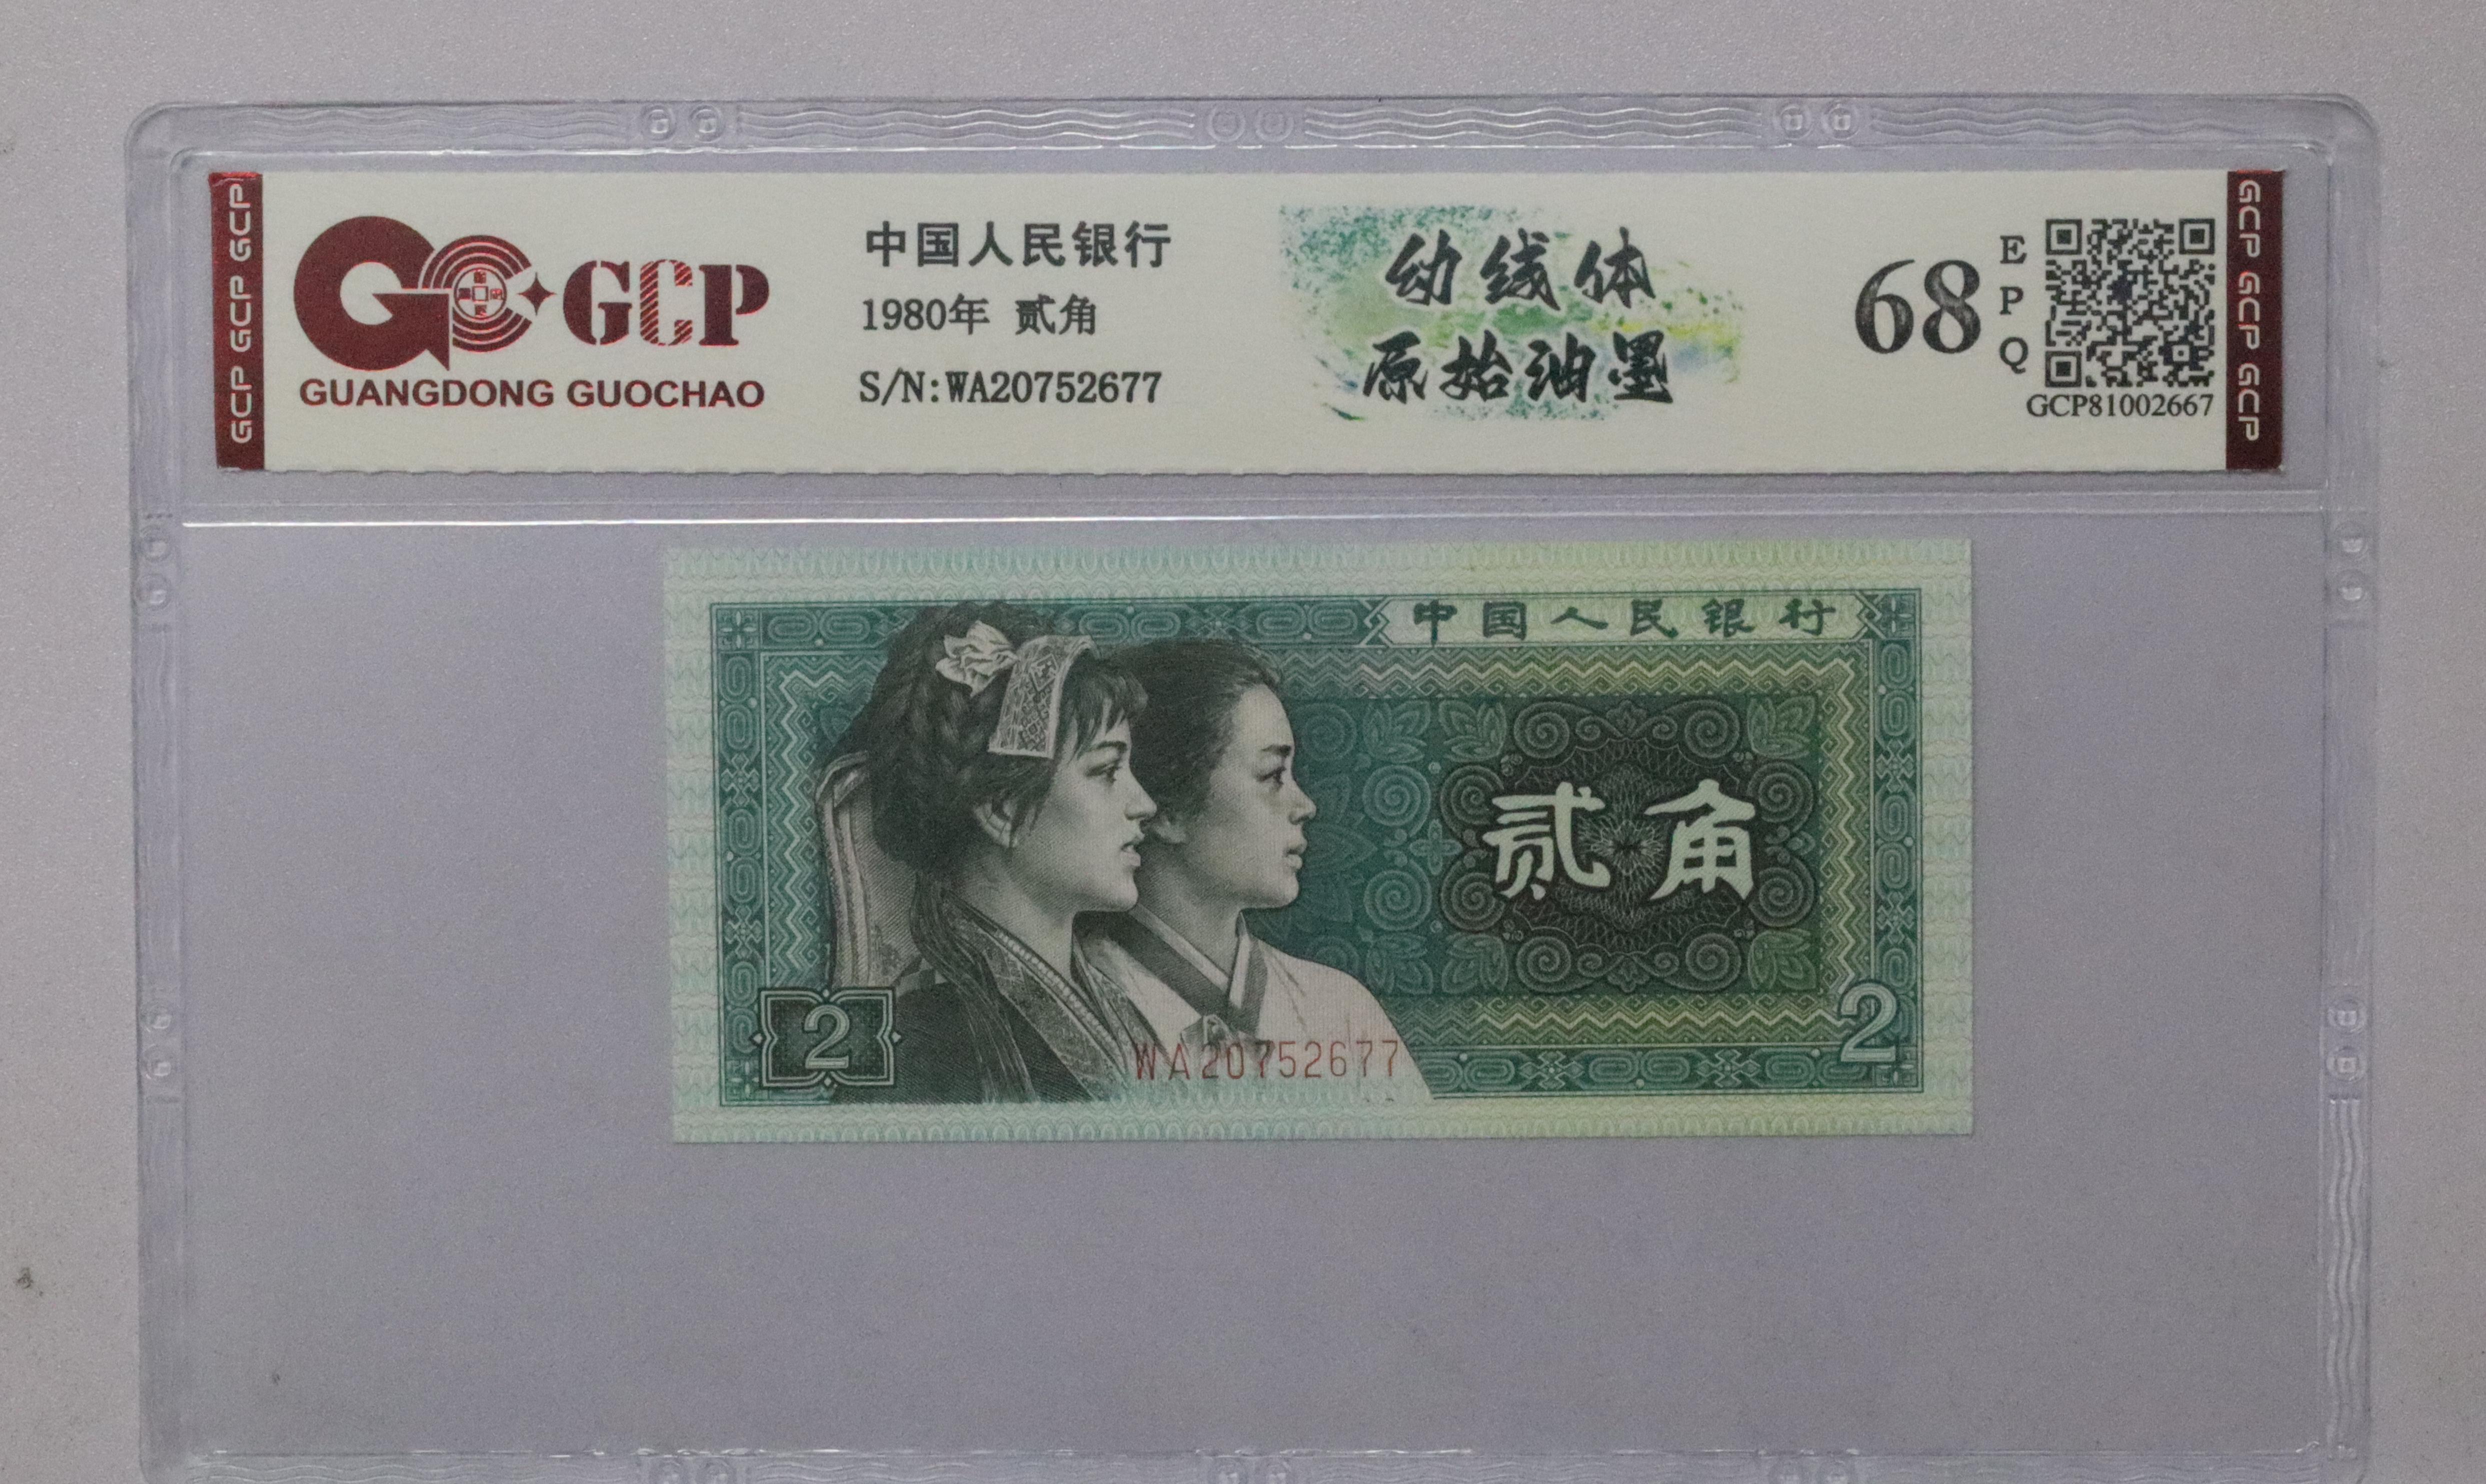 GCP GCP GCP
GCP
GUANGDONG GUOCHAO
中国人民银行
1980年 贰角
S/N:WA20752677
幼线体
原始油墨
68
EPQ
GCP81002667
GCP GCP GCP
中国人民银行
贰角
2
2
WA20752677